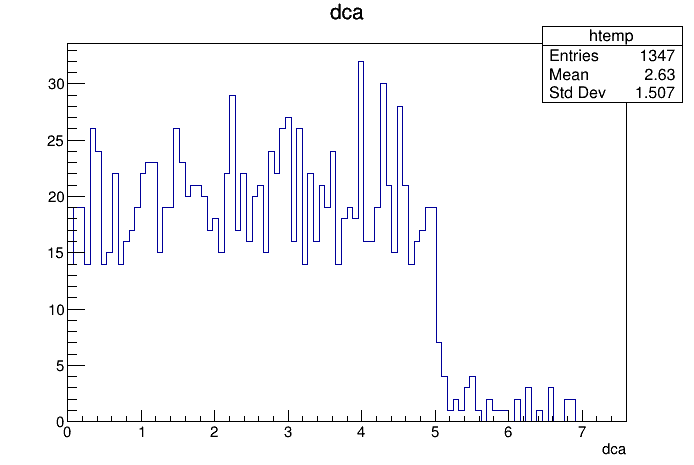 dca
htemp
Entries 1347
Mean 2.63
Std Dev 1.507
30
25
20
15
10
5
0
0 1 2 3 4 5 6 7
dca